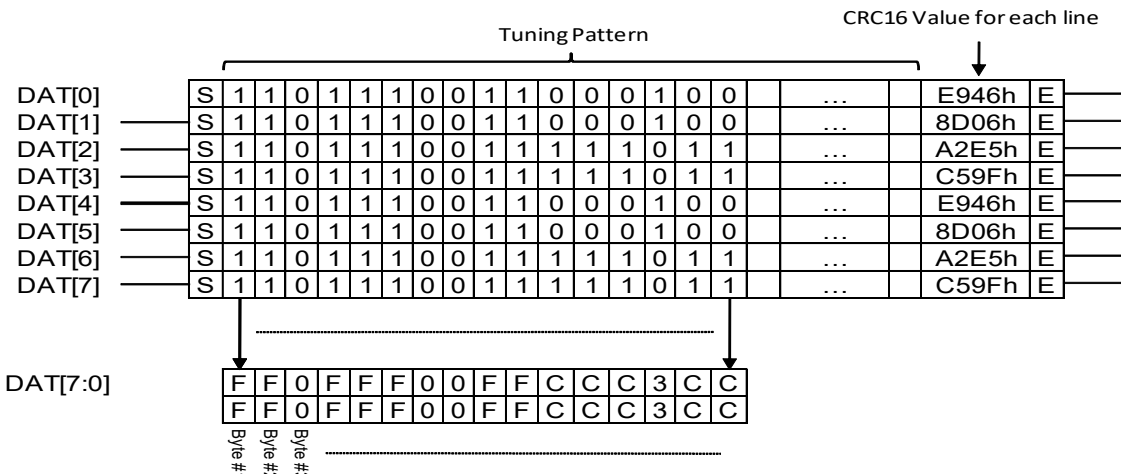 CRC16 Value for each line
Tuning Pattern
DAT[0] S 1 1 0 1 1 1 0 0 1 1 0 0 0 1 0 0 ... E946h E
DAT[1] S 1 1 0 1 1 1 0 0 1 1 0 0 0 1 0 0 ... 8D06h E
DAT[2] S 1 1 0 1 1 1 0 0 1 1 1 1 1 0 1 1 ... A2E5h E
DAT[3] S 1 1 0 1 1 1 0 0 1 1 1 1 1 0 1 1 ... C59Fh E
DAT[4] S 1 1 0 1 1 1 0 0 1 1 0 0 0 1 0 0 ... E946h E
DAT[5] S 1 1 0 1 1 1 0 0 1 1 0 0 0 1 0 0 ... 8D06h E
DAT[6] S 1 1 0 1 1 1 0 0 1 1 1 1 1 0 1 1 ... A2E5h E
DAT[7] S 1 1 0 1 1 1 0 0 1 1 1 1 1 0 1 1 ... C59Fh E
DAT[7:0] F F 0 F F F 0 0 F F C C C 3 C C
F F 0 F F F 0 0 F F C C C 3 C C
Byte #
Byte #
Byte #